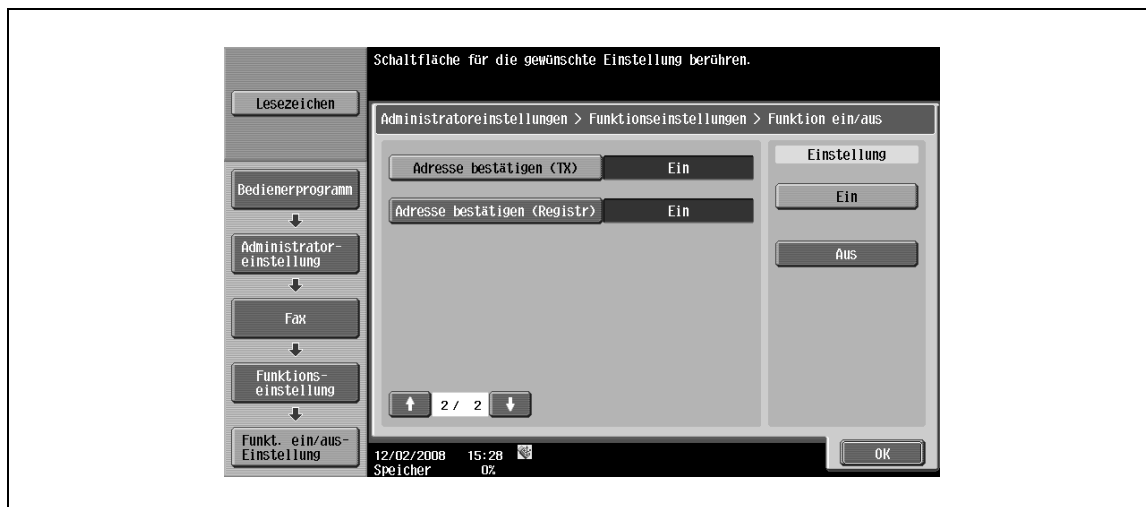 Schaltfläche für die gewünschte Einstellung berühren.
Lesezeichen
Administratoreinstellungen > Funktionseinstellungen > Funktion ein/aus
Adresse bestätigen (TX) Ein
Adresse bestätigen (Registr) Ein
Einstellung
Ein
Aus
Bedienerprogramm
Administrator-
einstellung
Fax
Funktions-
einstellung
Funkt. ein/aus-
Einstellung
2/ 2
12/02/2008 15:28
Speicher 0%
OK